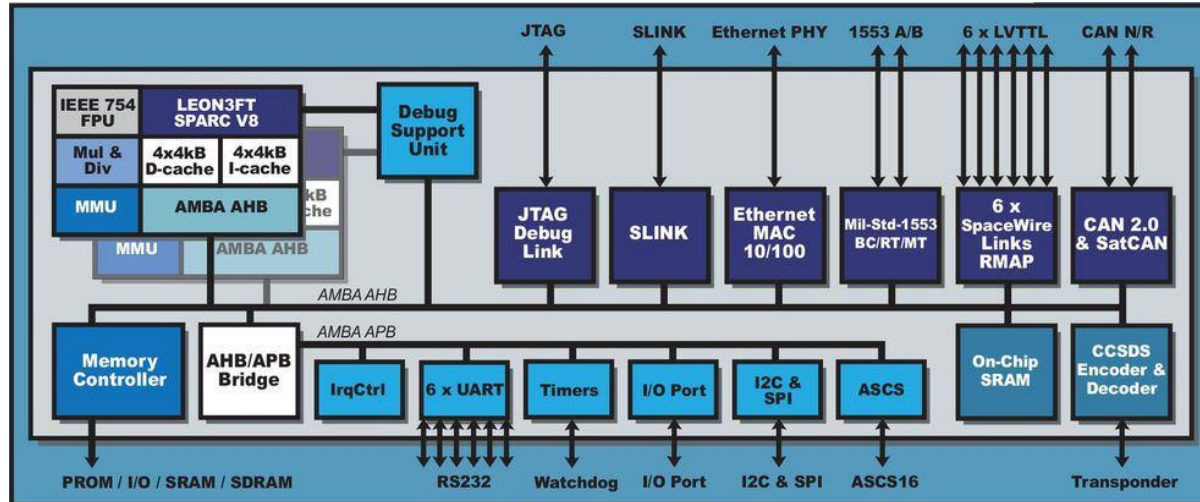 JTAG
SLINK
Ethernet PHY
1553 A/B
6 x LVTTL
CAN N/R
IEEE 754
FPU
LEON3FT
SPARC V8
Mul &
Div
4x4kB
D-cache
4x4kB
I-cache
MMU
AMBA AHB
kB
che
MMU
AMBA AHB
Debug
Support
Unit
JTAG
Debug
Link
SLINK
Ethernet
MAC
10/100
Mil-Std-1553
BC/RT/MT
6 x
SpaceWire
Links
RMAP
CAN 2.0
& SatCAN
AMBA AHB
AMBA APB
Memory
Controller
AHB/APB
Bridge
IrqCtrl
6 x UART
Timers
I/O Port
I2C &
SPI
ASCS
On-Chip
SRAM
CCSDS
Encoder &
Decoder
PROM / I/O / SRAM / SDRAM
RS232
Watchdog
I/O Port
I2C & SPI
ASCS16
Transponder